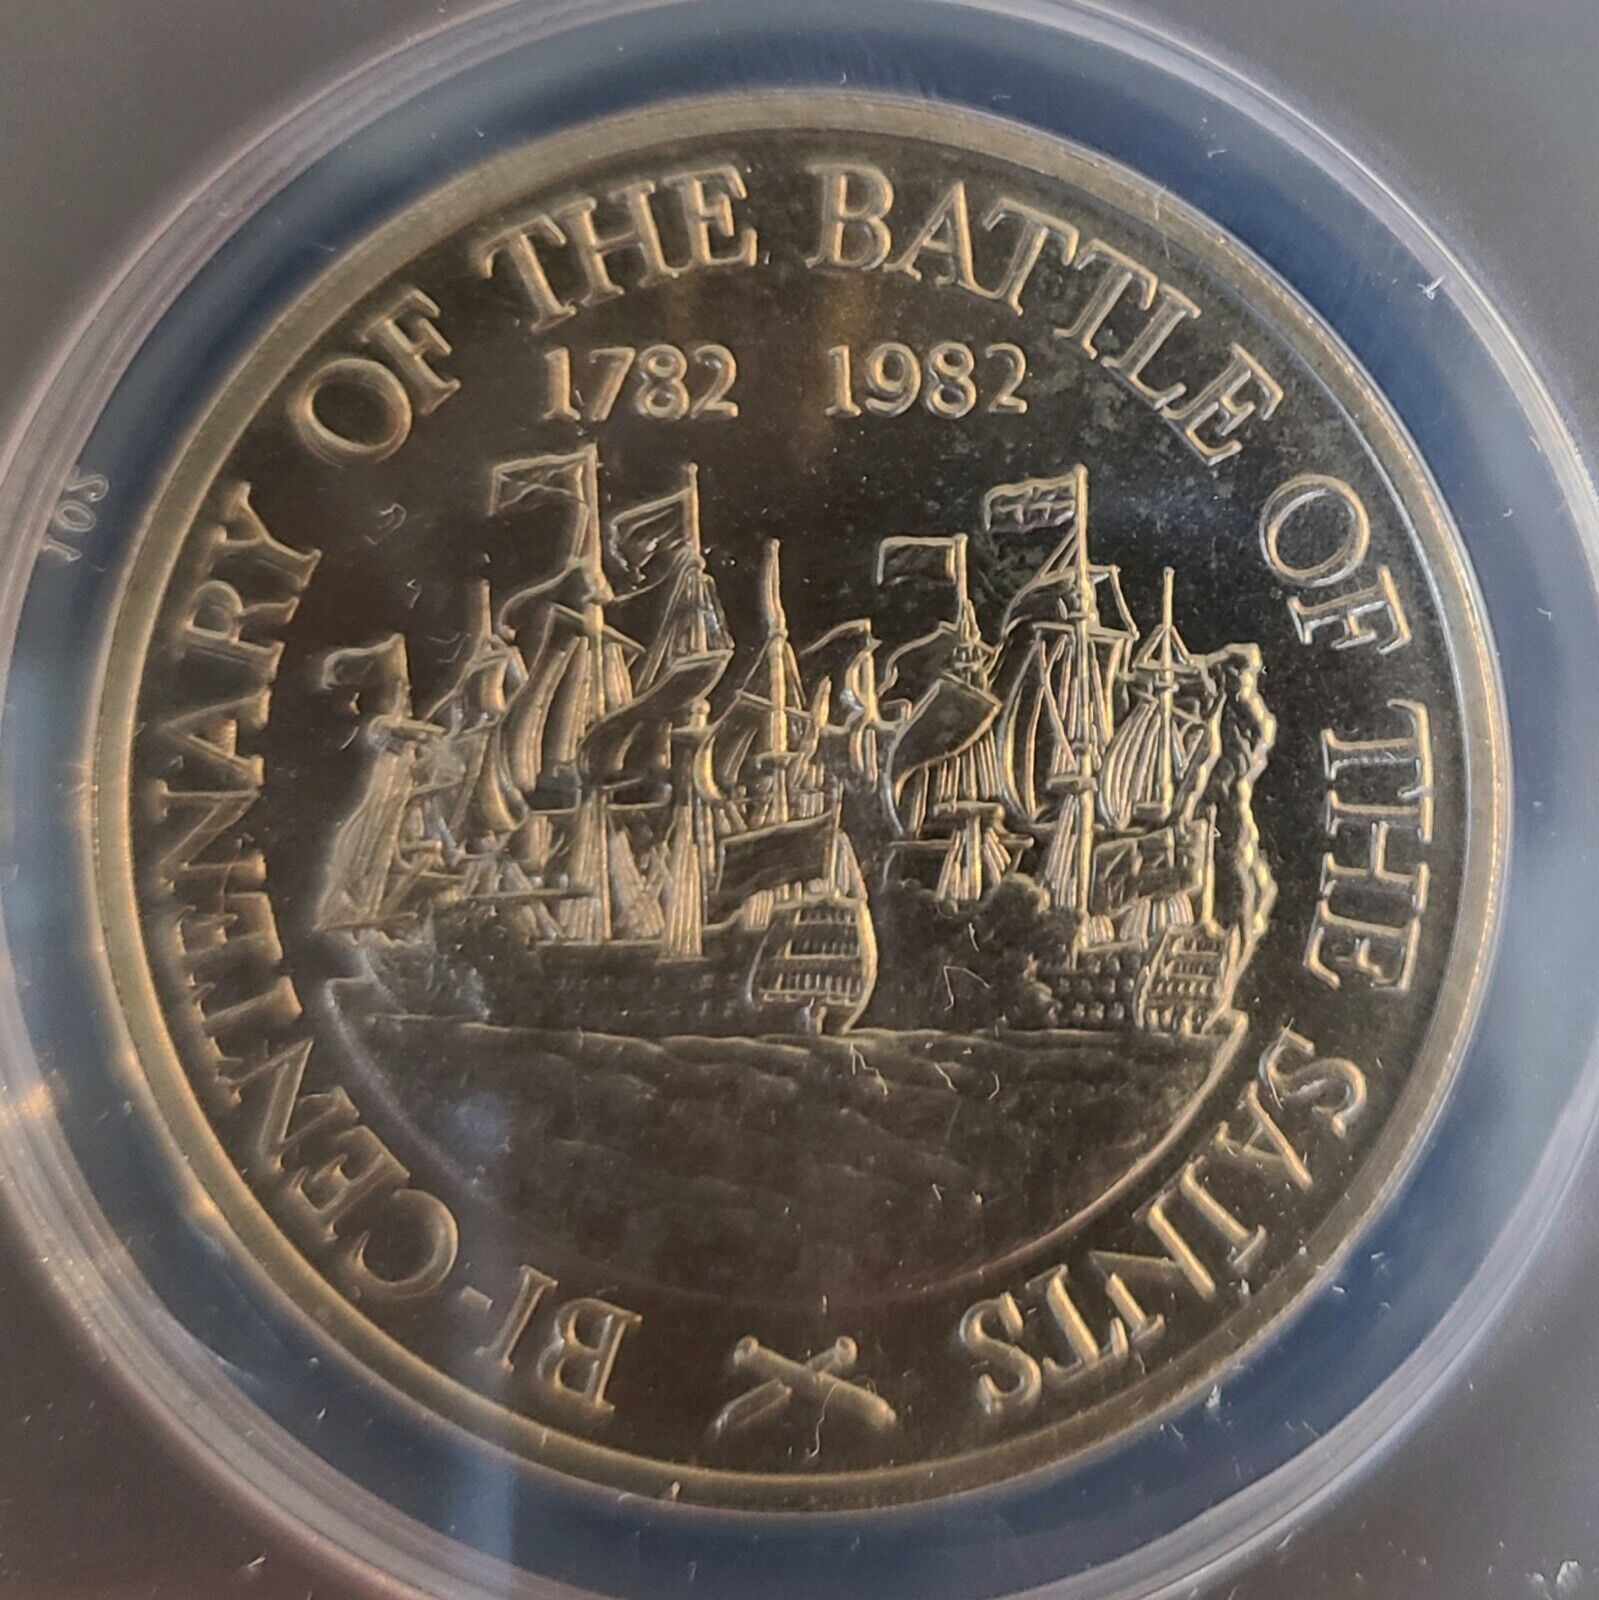 BI-CENTENARY OF THE BATTLE OF THE SAINTS
1782 1982